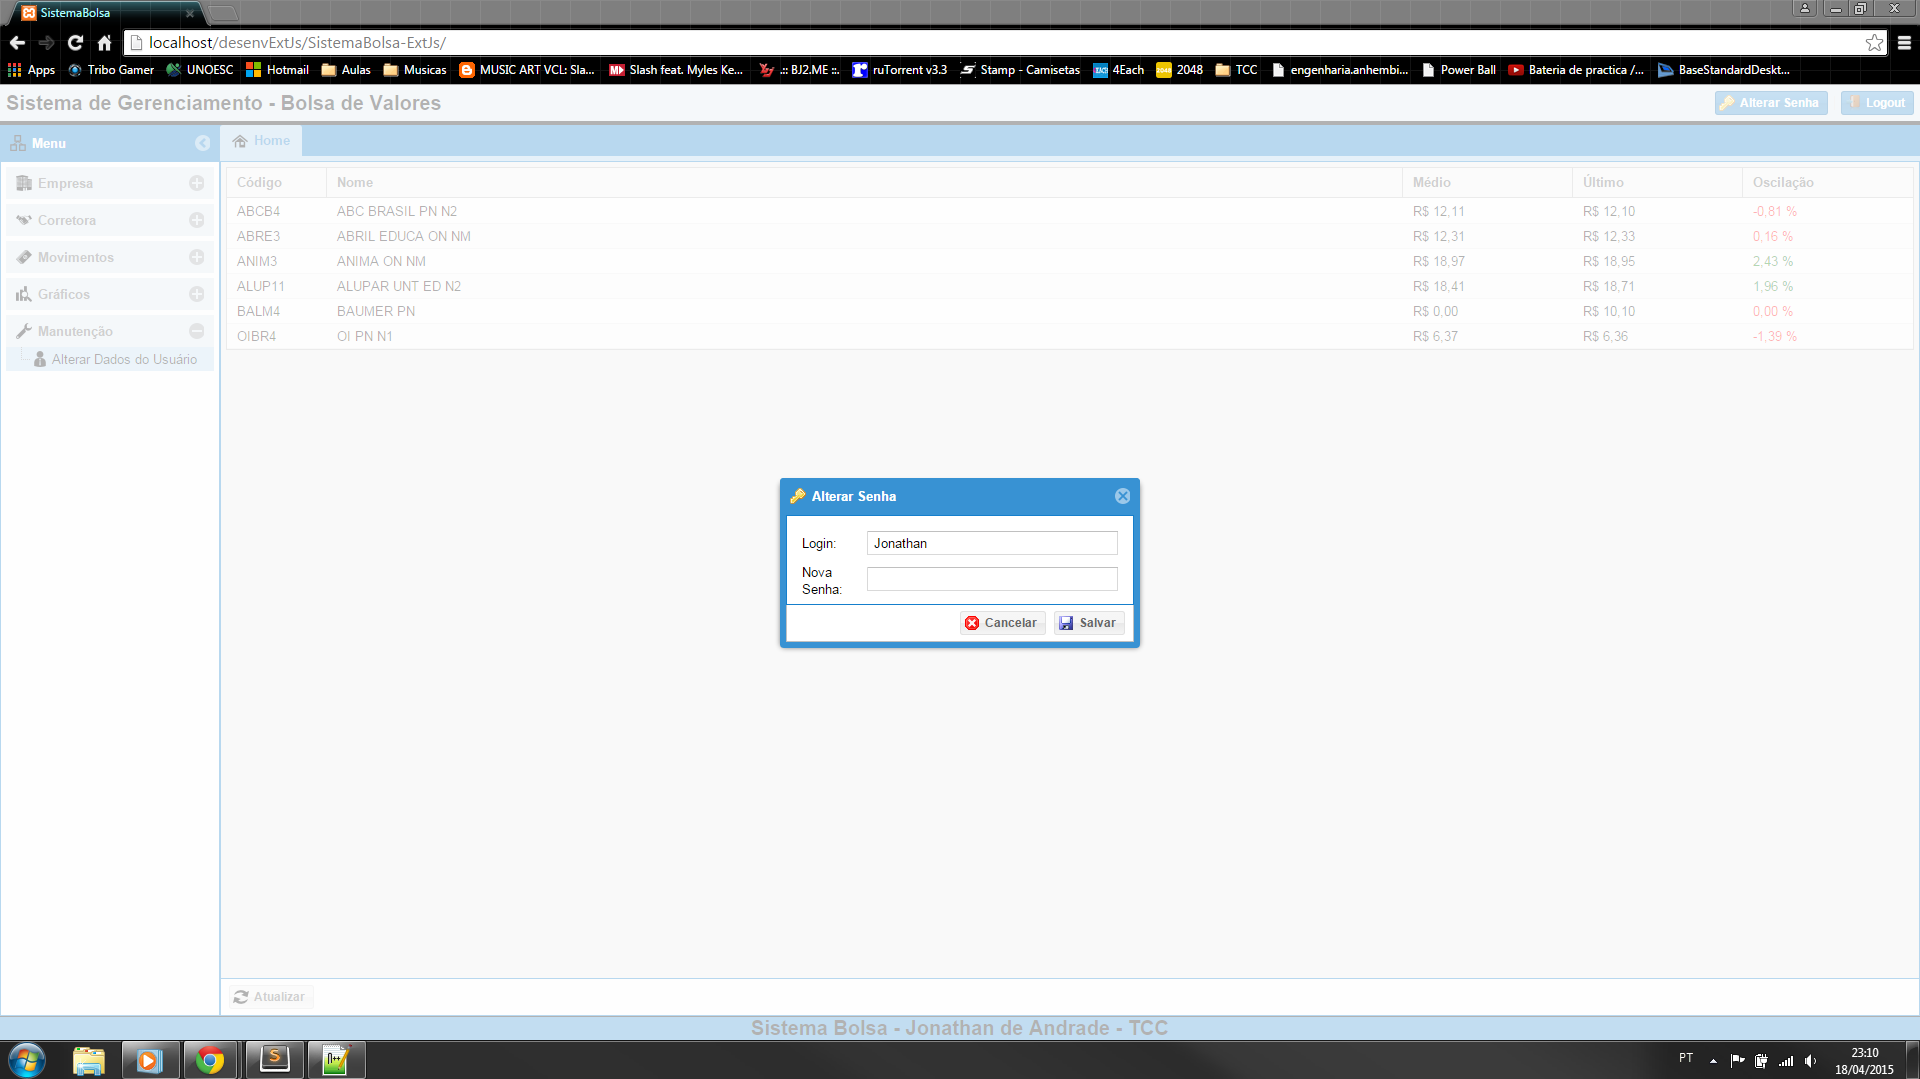 SistemaBolsa
localhost/desenvExtJs/SistemaBolsa-ExtJs/
Apps Tribo Gamer UNOESC Hotmail Aulas Musicas MUSIC ART VCL: Sla... Slash feat. Myles Ke... .:: BJ2.ME ::. ruTorrent v3.3 Stamp - Camisetas 4Each 2048 TCC engenharia.anhembi... Power Ball Bateria de practica /... BaseStandardDeskt...
Sistema de Gerenciamento - Bolsa de Valores Alterar Senha Logout
Menu Home
Empresa
Corretora
Movimentos
Gráficos
Manutenção
Alterar Dados do Usuário
Código Nome Médio Último Oscilação
ABCB4 ABC BRASIL PN N2 R$ 12,11 R$ 12,10 -0,81 %
ABRE3 ABRIL EDUCA ON NM R$ 12,31 R$ 12,33 0,16 %
ANIM3 ANIMA ON NM R$ 18,97 R$ 18,95 2,43 %
ALUP11 ALUPAR UNT ED N2 R$ 18,41 R$ 18,71 1,96 %
BALM4 BAUMER PN R$ 0,00 R$ 10,10 0,00 %
OIBR4 OI PN N1 R$ 6,37 R$ 6,36 -1,39 %
Alterar Senha
Login: Jonathan
Nova
Senha:
Cancelar Salvar
Atualizar
Sistema Bolsa - Jonathan de Andrade - TCC
PT 23:10
18/04/2015